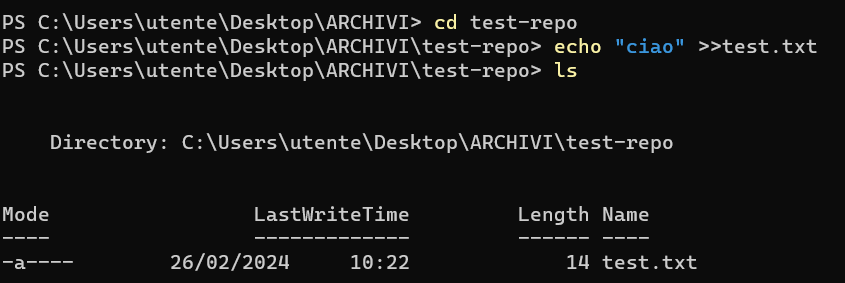 PS C:\Users\utente\Desktop\ARCHIVI> cd test-repo
PS C:\Users\utente\Desktop\ARCHIVI\test-repo> echo "ciao" >>test.txt
PS C:\Users\utente\Desktop\ARCHIVI\test-repo> ls
Directory: C:\Users\utente\Desktop\ARCHIVI\test-repo
Mode LastWriteTime Length Name
---- ------------- ------ ----
-a---- 26/02/2024 10:22 14 test.txt